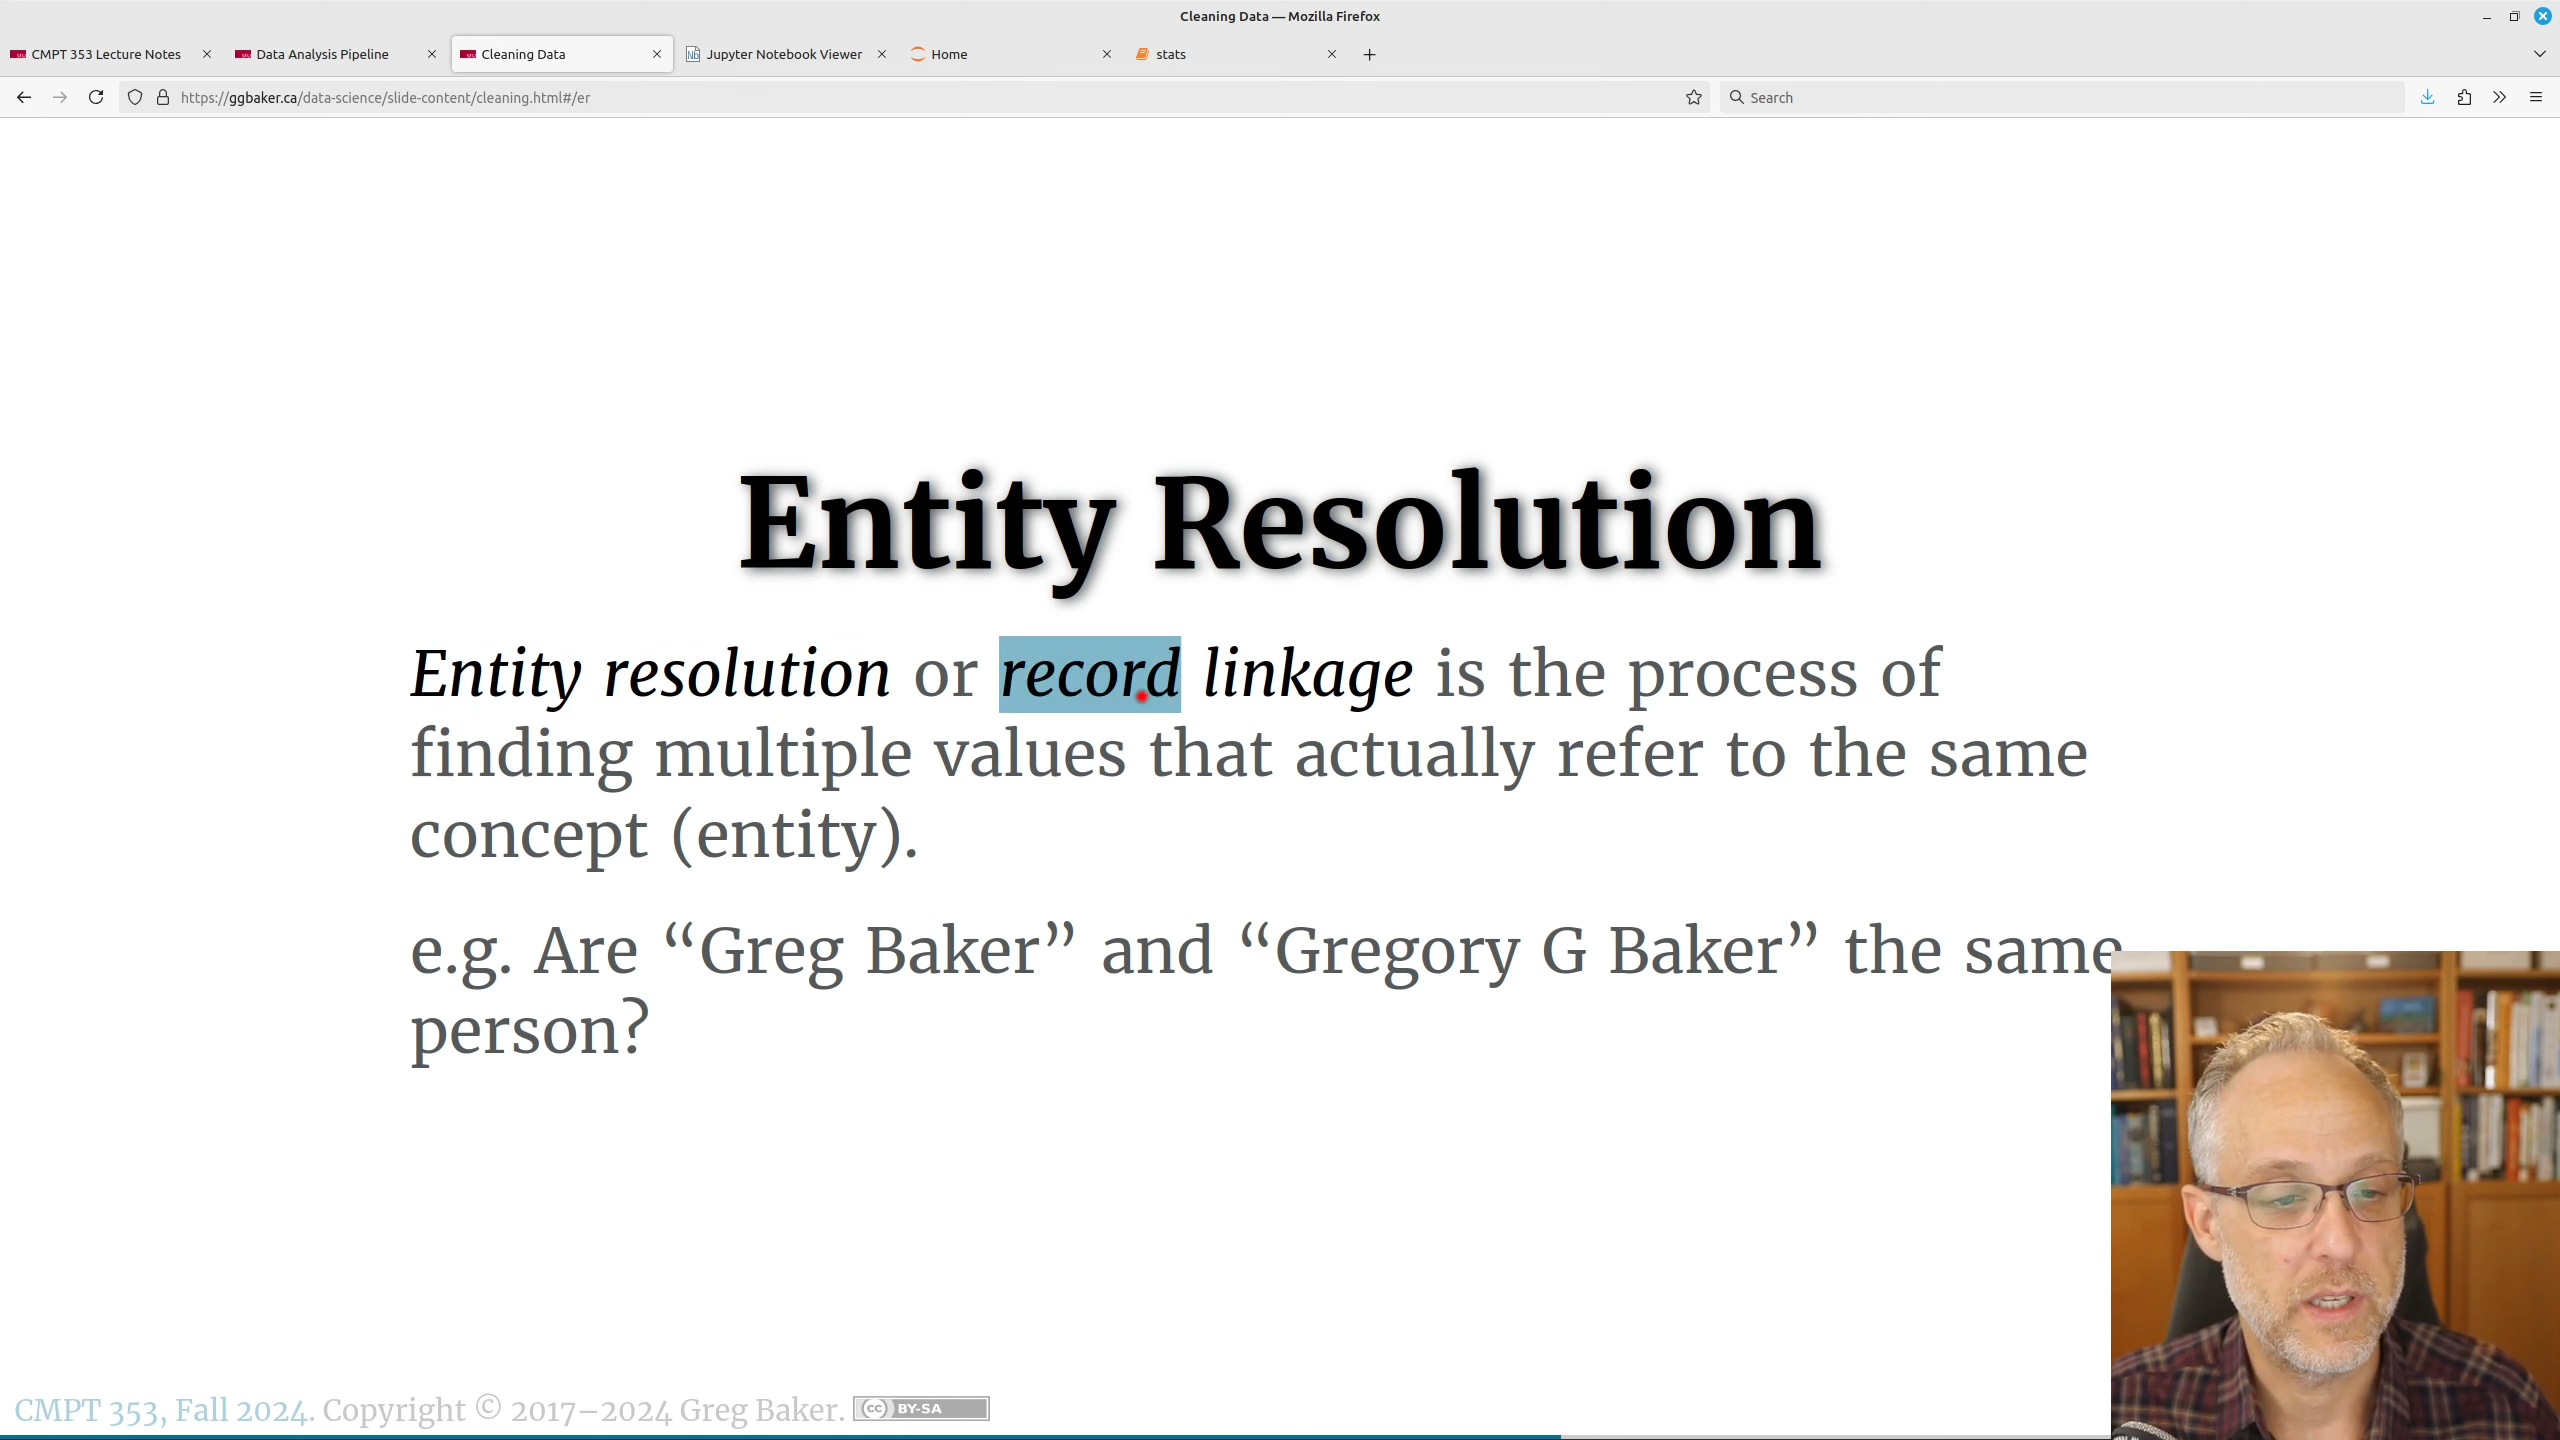 Cleaning Data — Mozilla Firefox
CMPT 353 Lecture Notes
Data Analysis Pipeline
Cleaning Data
Jupyter Notebook Viewer
Home
stats
https://ggbaker.ca/data-science/slide-content/cleaning.html#/er
Search
Entity Resolution
Entity resolution or record linkage is the process of
finding multiple values that actually refer to the same
concept (entity).
e.g. Are “Greg Baker” and “Gregory G Baker” the same
person?
CMPT 353, Fall 2024. Copyright © 2017–2024 Greg Baker. cc BY-SA